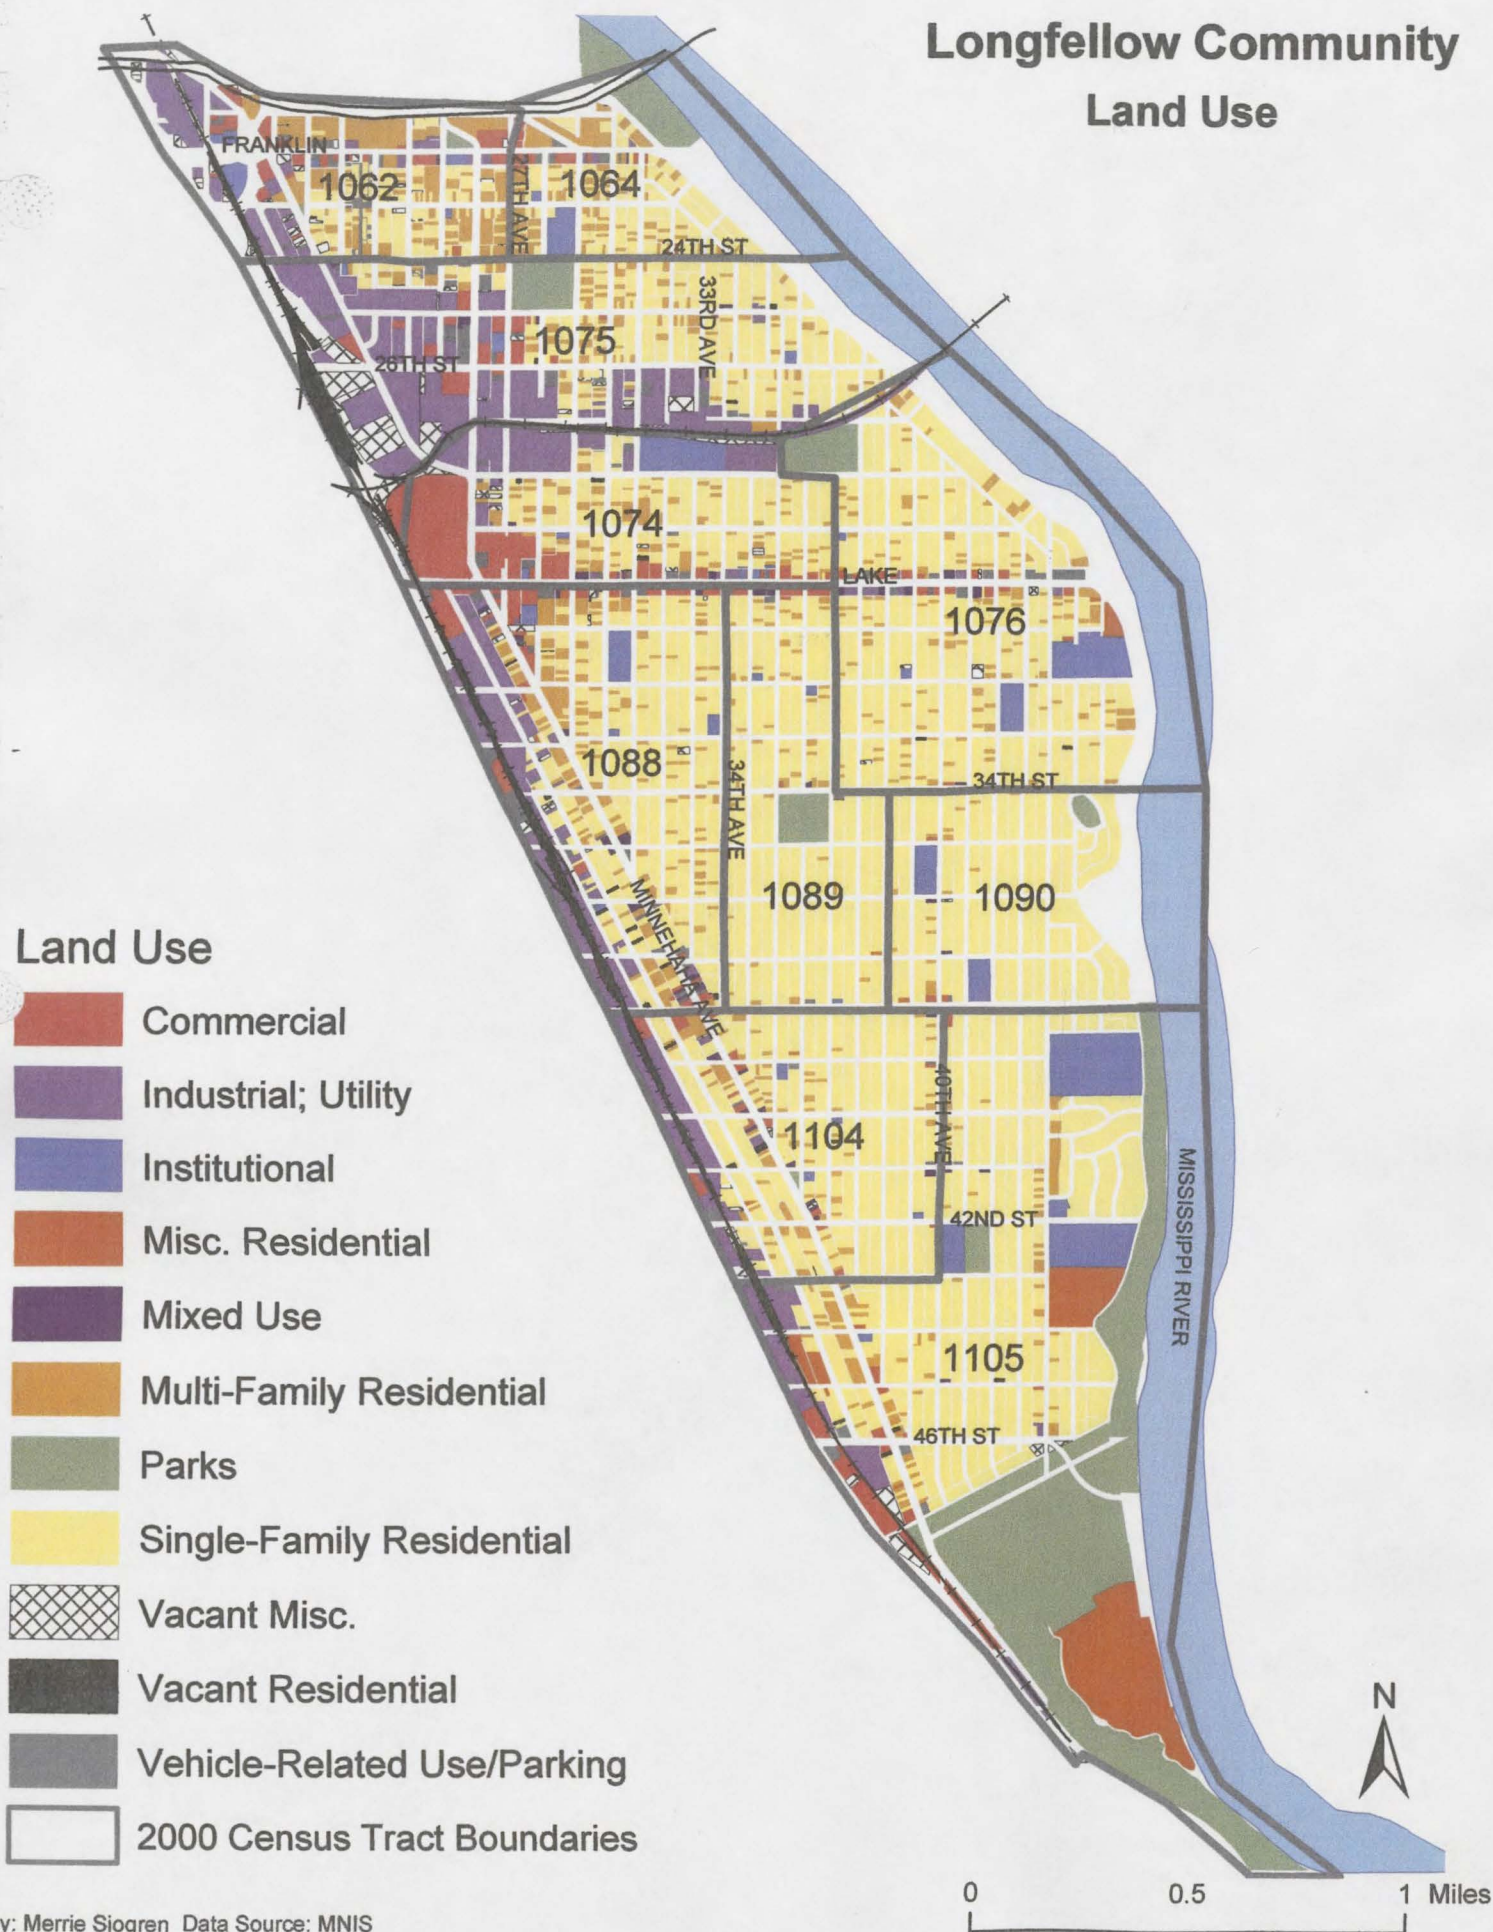 Longfellow Community
Land Use
FRANKLIN
1062
27TH AVE
1064
24TH ST
33RD AVE
1075
26TH ST
1074
LAKE
1076
1088
34TH AVE
34TH ST
1089
1090
MINNEHAHA AVE
1104
40TH AVE
42ND ST
MISSISSIPPI RIVER
1105
46TH ST
Land Use
Commercial
Industrial; Utility
Institutional
Misc. Residential
Mixed Use
Multi-Family Residential
Parks
Single-Family Residential
Vacant Misc.
Vacant Residential
Vehicle-Related Use/Parking
2000 Census Tract Boundaries
N
0 0.5 1 Miles
y: Merrie Sjogren Data Source: MNIS